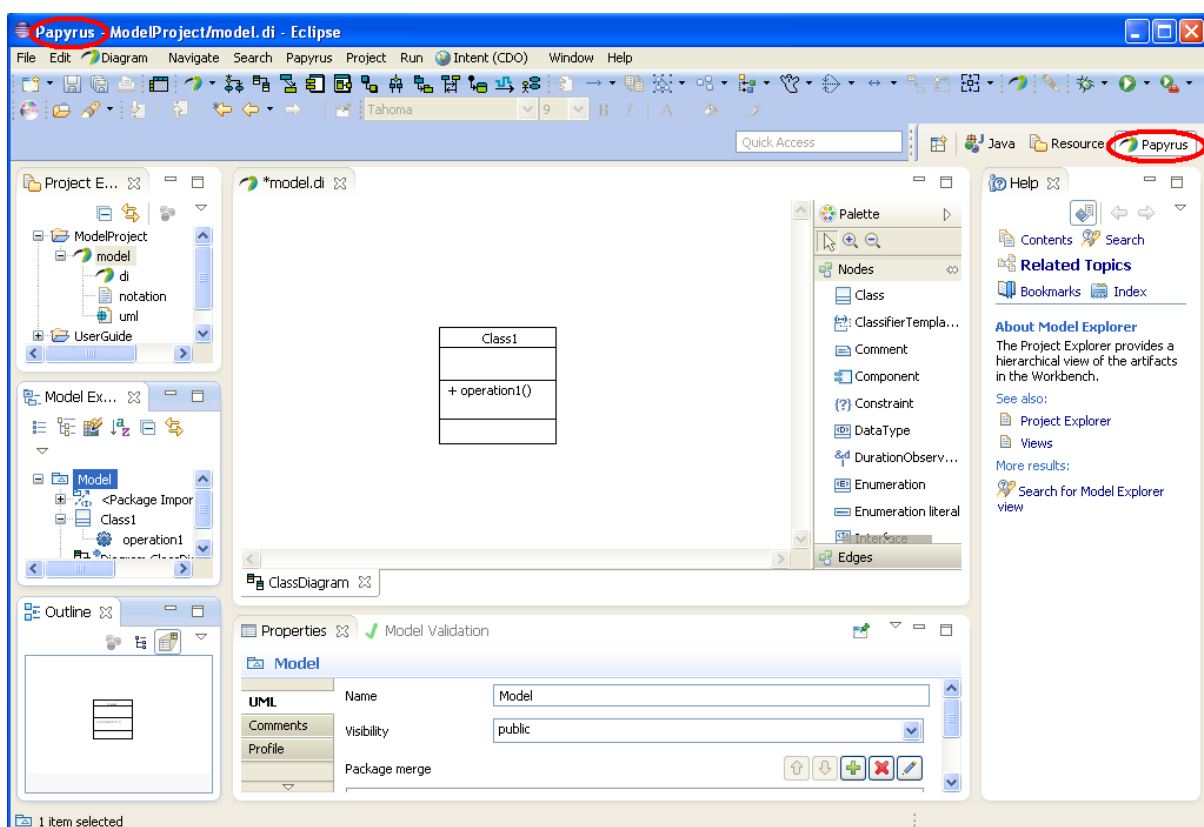 Papyrus - ModelProject/model.di - Eclipse
File Edit Diagram Navigate Search Papyrus Project Run Intent (CDO) Window Help
Tahoma 9 B I A
Quick Access Java Resource Papyrus
Project E...
ModelProject
model
di
notation
uml
UserGuide
Model Ex...
Model
<Package Impor
Class1
operation1
Outline
*model.di
Class1
+ operation1()
Palette
Nodes
Class
ClassifierTempla...
Comment
Component
Constraint
DataType
DurationObserv...
Enumeration
Enumeration literal
Interface
Edges
ClassDiagram
Properties Model Validation
Model
UML
Comments
Profile
Name Model
Visibility public
Package merge
Help
Contents Search
Related Topics
Bookmarks Index
About Model Explorer
The Project Explorer provides a
hierarchical view of the artifacts
in the Workbench.
See also:
Project Explorer
Views
More results:
Search for Model Explorer
view
1 item selected